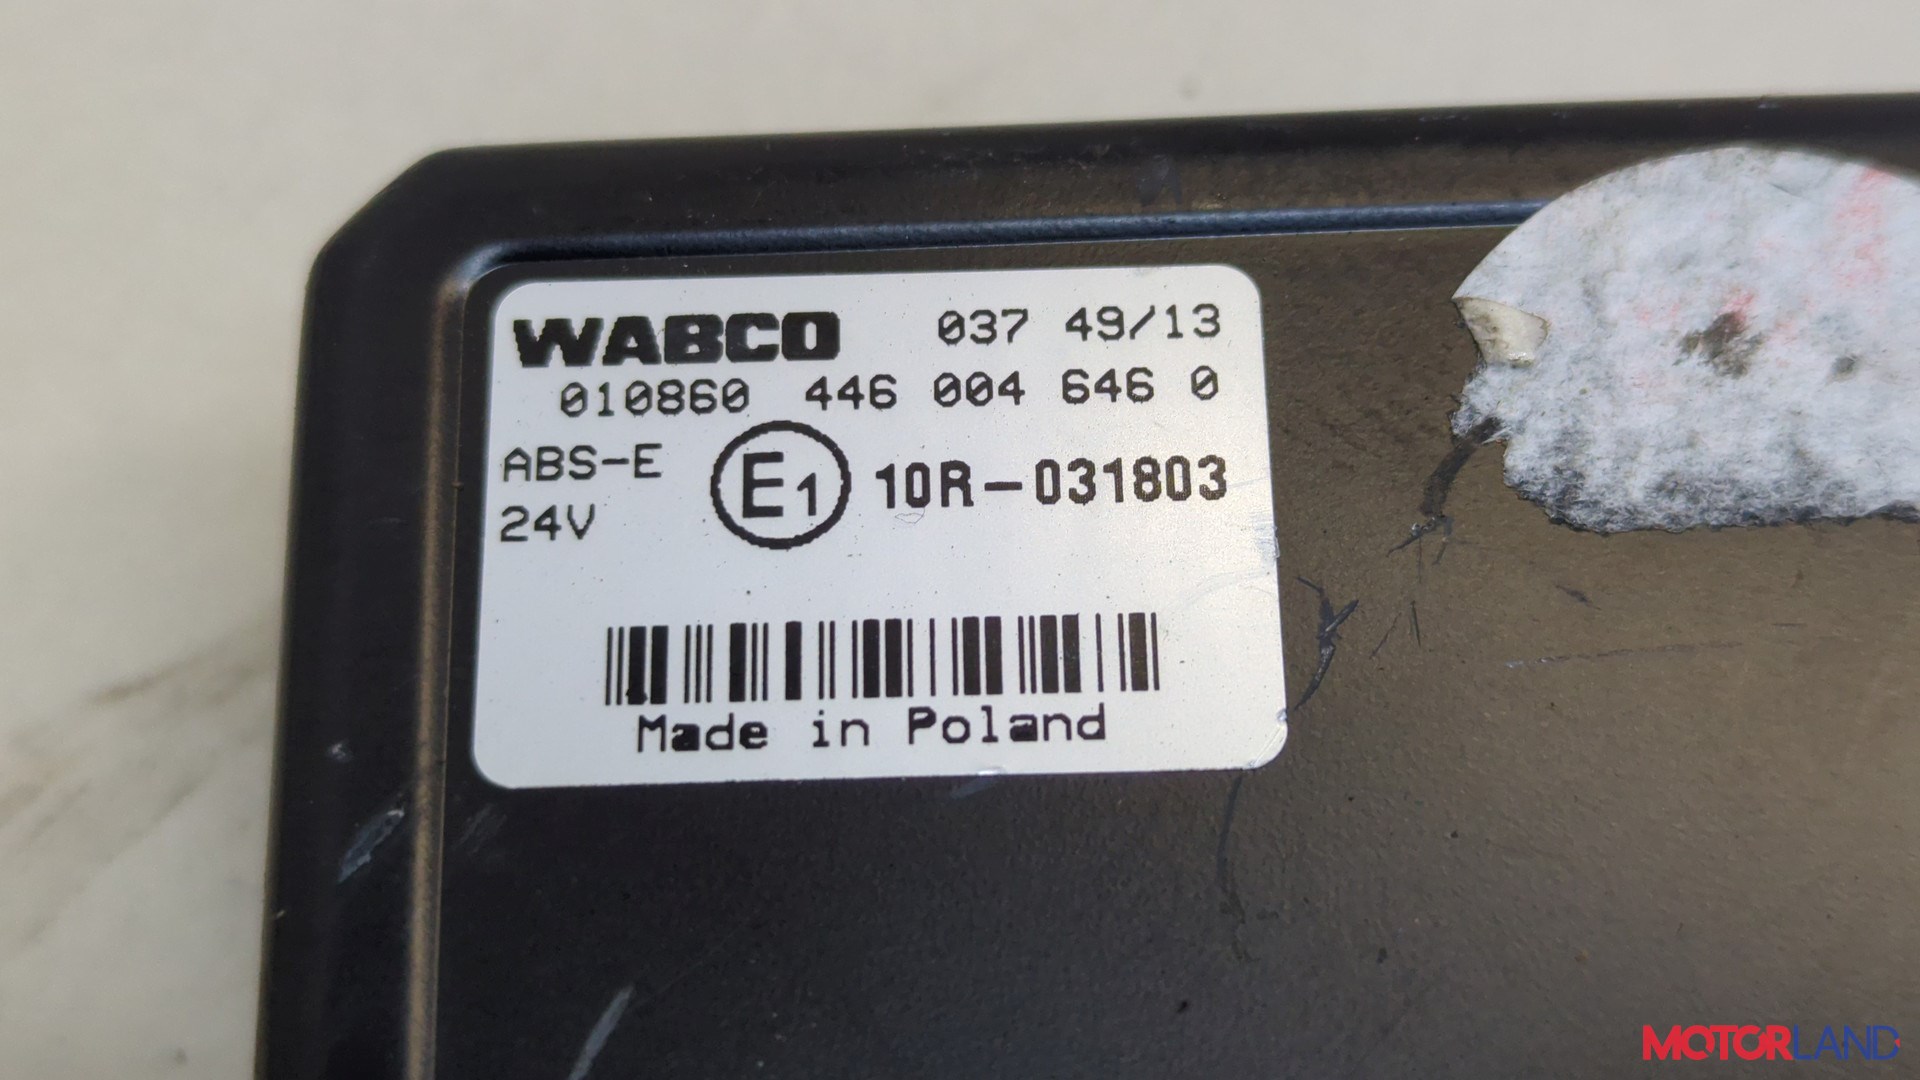 WABCO 037 49/13
010860 446 004 646 0
ABS-E E1 10R-031803
24V
Made in Poland
MOTORLAND